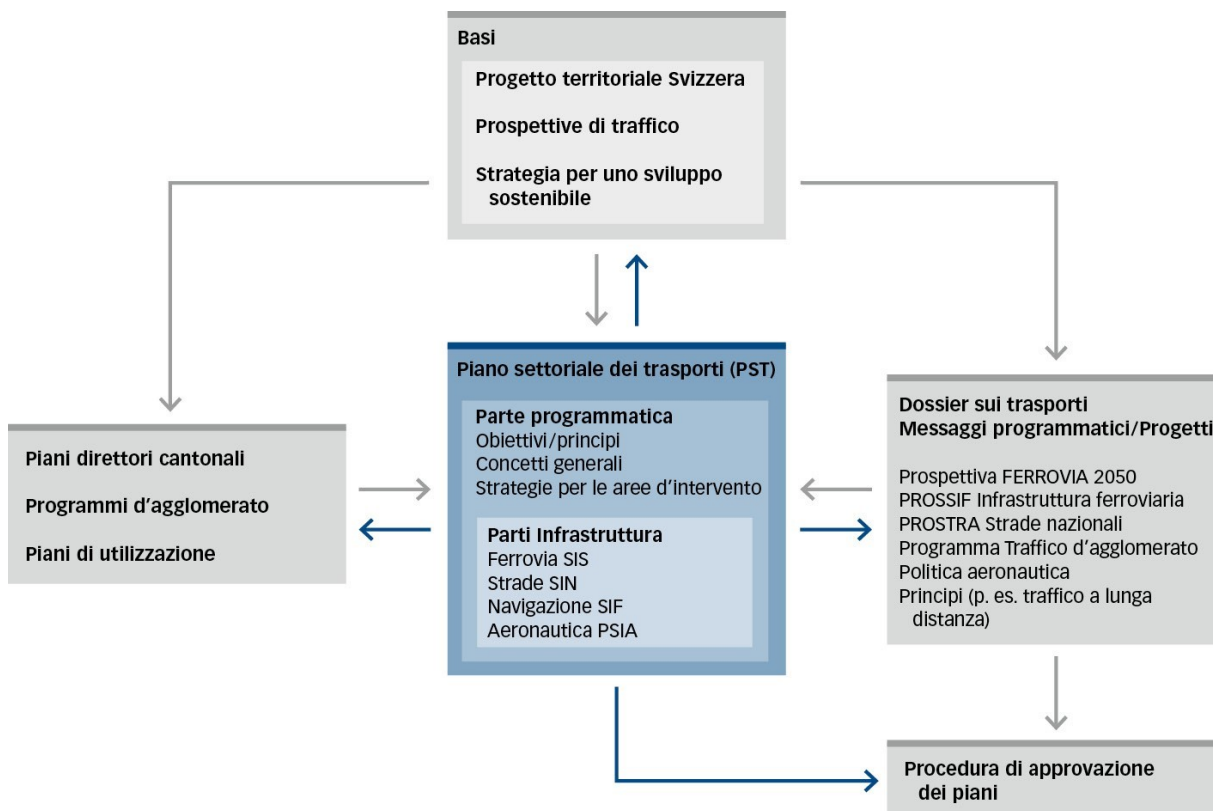 Basi
Progetto territoriale Svizzera
Prospettive di traffico
Strategia per uno sviluppo
sostenibile
Piani direttori cantonali
Programmi d'agglomerato
Piani di utilizzazione
Piano settoriale dei trasporti (PST)
Parte programmatica
Obiettivi/principi
Concetti generali
Strategie per le aree d'intervento
Parti Infrastruttura
Ferrovia SIS
Strade SIN
Navigazione SIF
Aeronautica PSIA
Dossier sui trasporti
Messaggi programmatici/Progetti
Prospettiva FERROVIA 2050
PROSSIF Infrastruttura ferroviaria
PROSTRA Strade nazionali
Programma Traffico d'agglomerato
Politica aeronautica
Principi (p. es. traffico a lunga
distanza)
Procedura di approvazione
dei piani